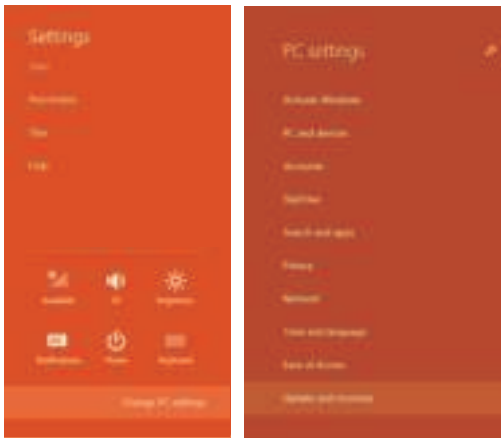 Settings
Personalize
Tiles
Help
Available
Brightness
Notifications
Power
Keyboard
Change PC settings
PC settings
Activate Windows
PC and devices
Accounts
OneDrive
Search and apps
Privacy
Network
Time and language
Ease of Access
Update and recovery